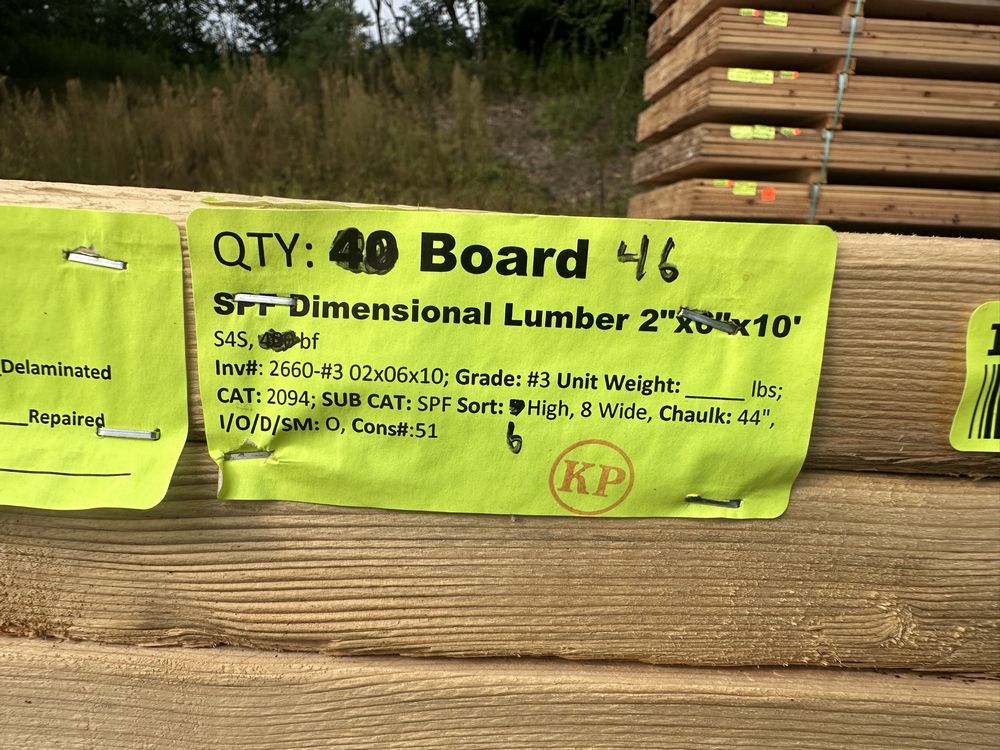 QTY: 40 Board 46
SPF Dimensional Lumber 2"x6"x10'
S4S, bf
Inv#: 2660-#3 02x06x10; Grade: #3 Unit Weight: ______ lbs;
CAT: 2094; SUB CAT: SPF Sort: High, 8 Wide, Chaulk: 44",
6
I/O/D/SM: O, Cons#:51
KP
Delaminated
___Repaired